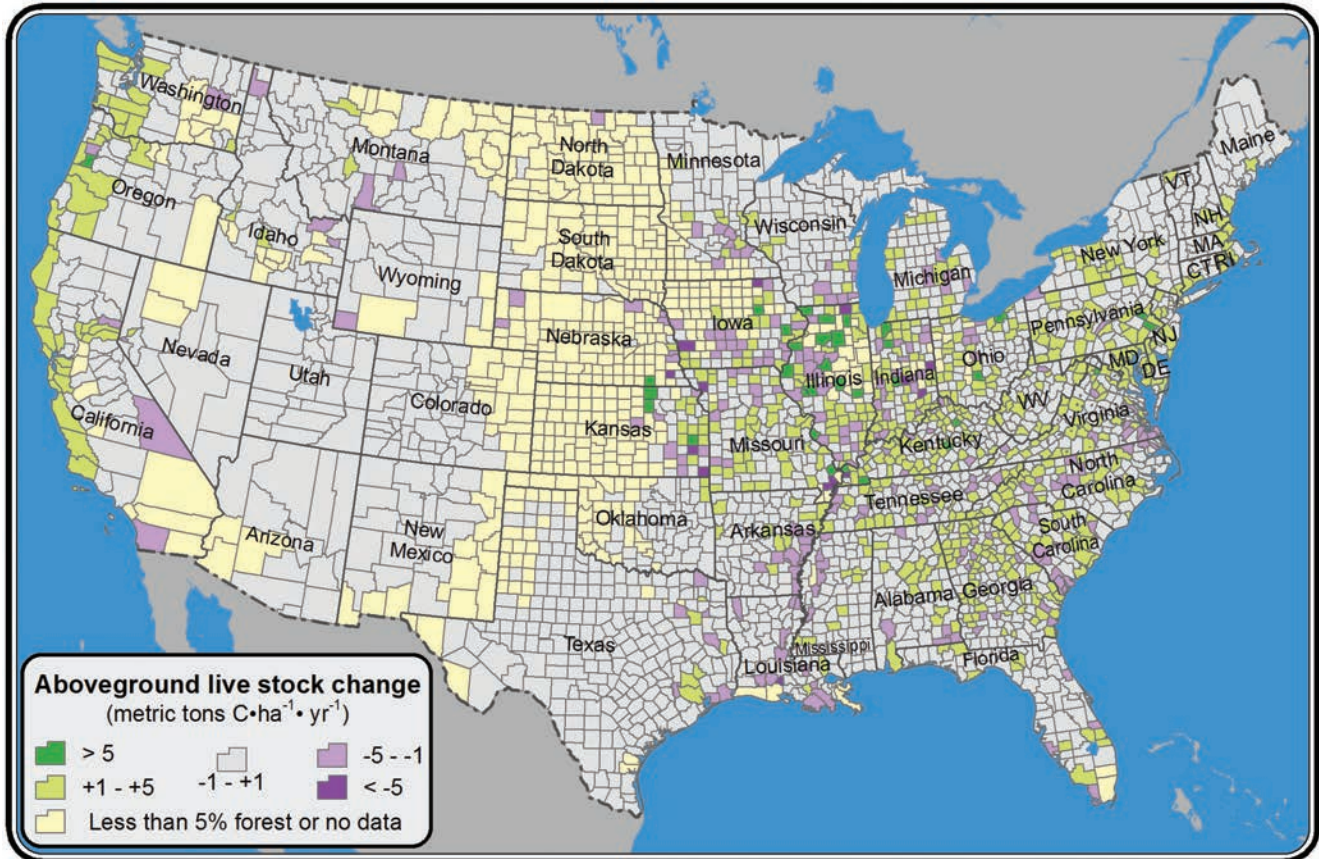 Washington
Montana
North
Dakota
Minnesota
Maine
Oregon
Idaho
Wyoming
South
Dakota
Wisconsin
Michigan
VT
NH
New York
MA
CT
RI
Nevada
Utah
Colorado
Nebraska
Iowa
Illinois
Indiana
Ohio
Pennsylvania
NJ
MD
DE
California
Kansas
Missouri
Kentucky
WV
Virginia
Arizona
New
Mexico
Oklahoma
Arkansas
Tennessee
North
Carolina
South
Carolina
Texas
Louisiana
Mississippi
Alabama
Georgia
Florida
Aboveground live stock change
(metric tons C•ha⁻¹• yr⁻¹)
> 5
-5 - -1
+1 - +5
-1 - +1
< -5
Less than 5% forest or no data